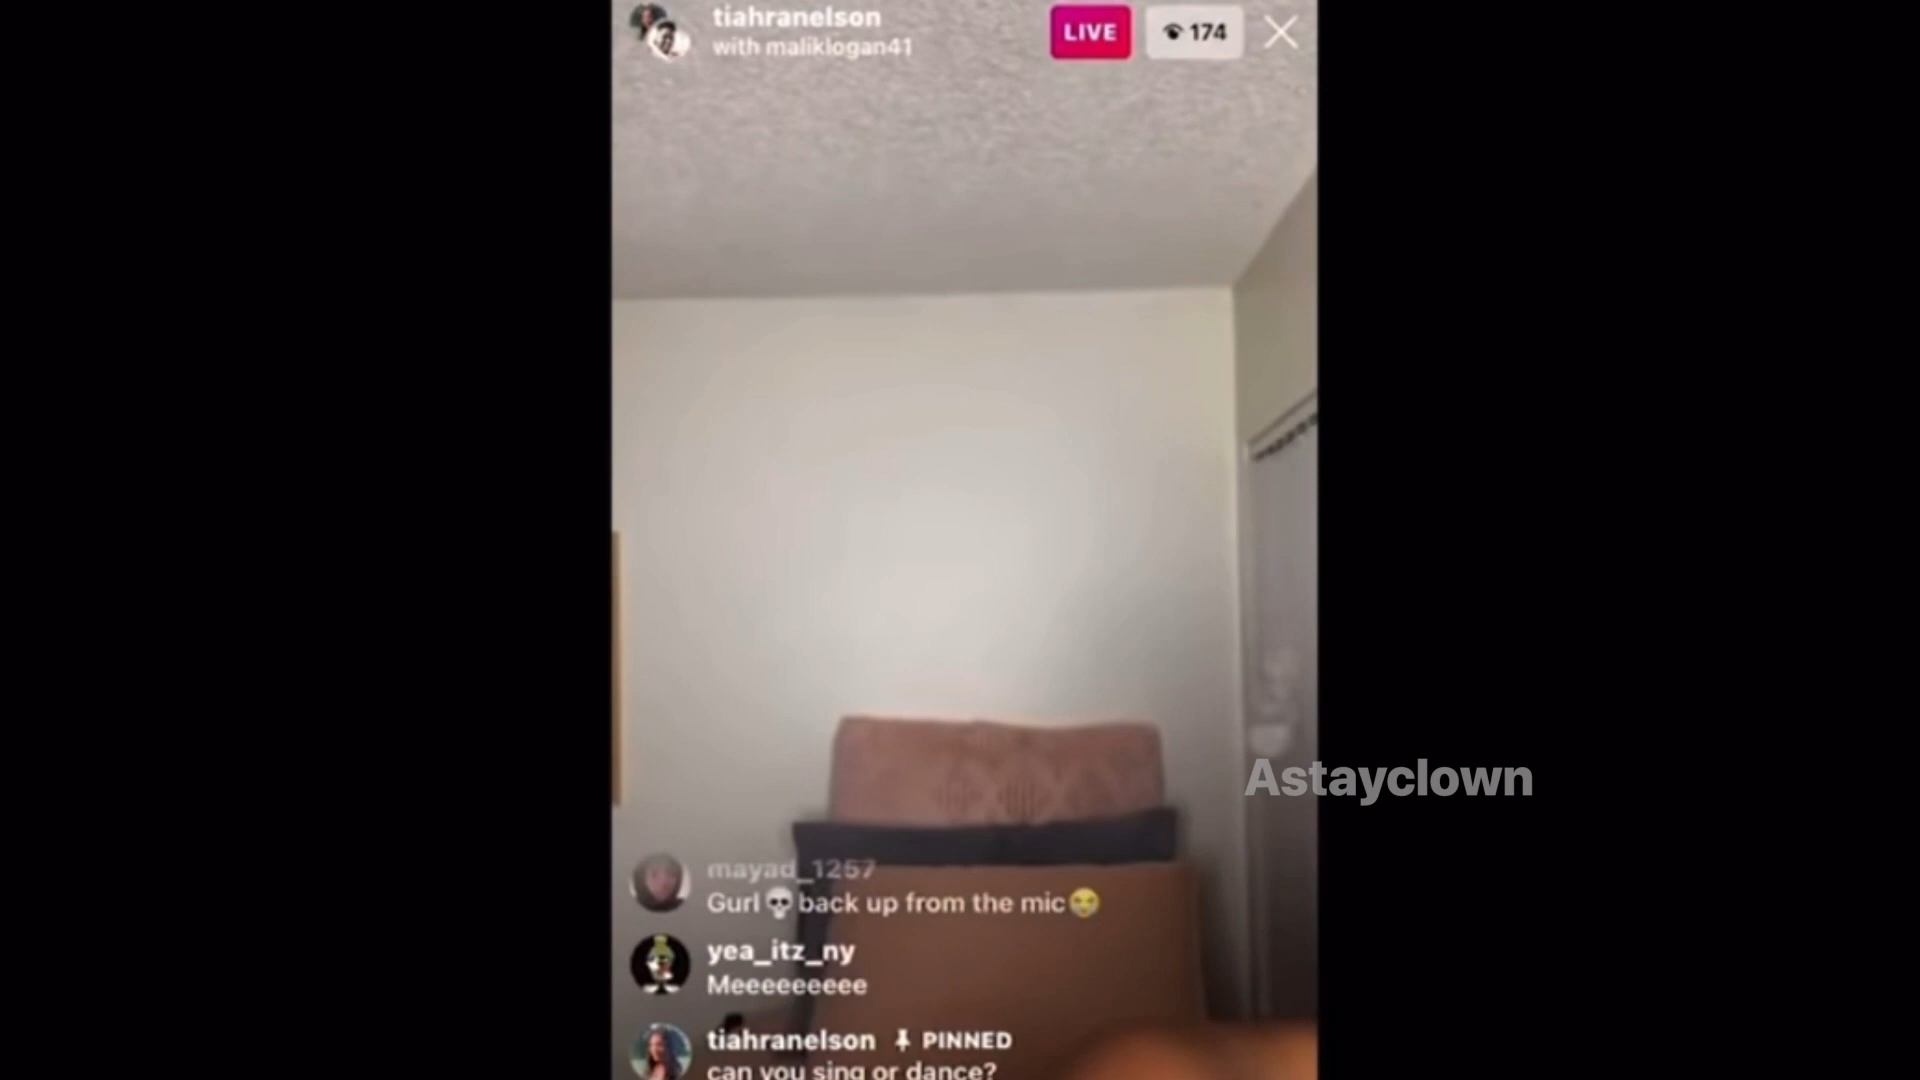 tiahranelson
with maliklogan41
LIVE
174
Astayclown
mayad_1257
Gurl💀back up from the mic😂
yea_itz_ny
Meeeeeeeee
tiahranelson PINNED
can you sing or dance?